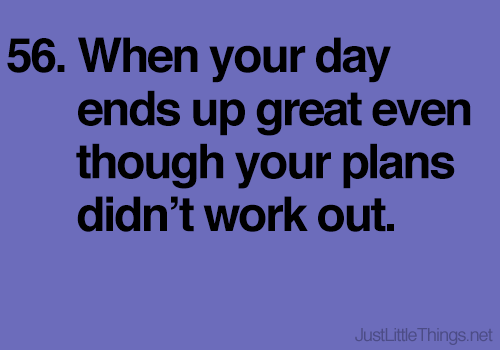 56. When your day
ends up great even
though your plans
didn’t work out.
JustLittleThings.net